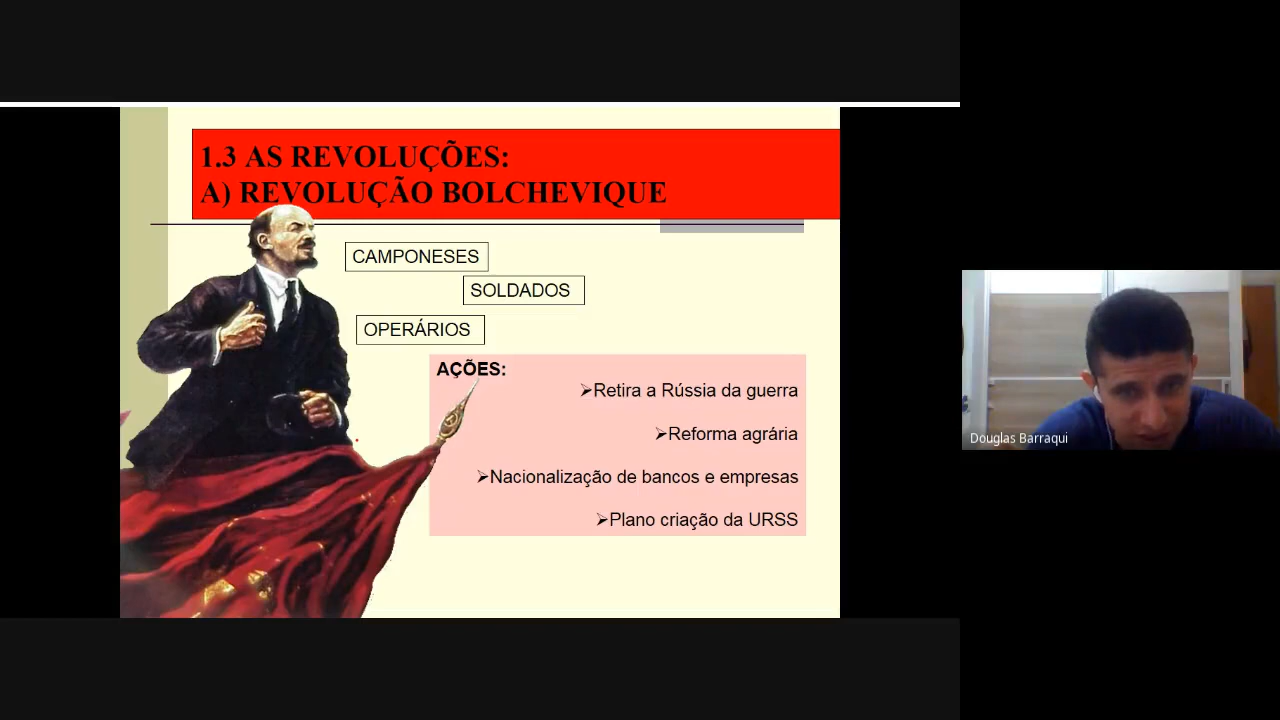 1.3 AS REVOLUÇÕES:
A) REVOLUÇÃO BOLCHEVIQUE
CAMPONESES
SOLDADOS
OPERÁRIOS
AÇÕES:
➢Retira a Rússia da guerra
➢Reforma agrária
➢Nacionalização de bancos e empresas
➢Plano criação da URSS
Douglas Barraqui